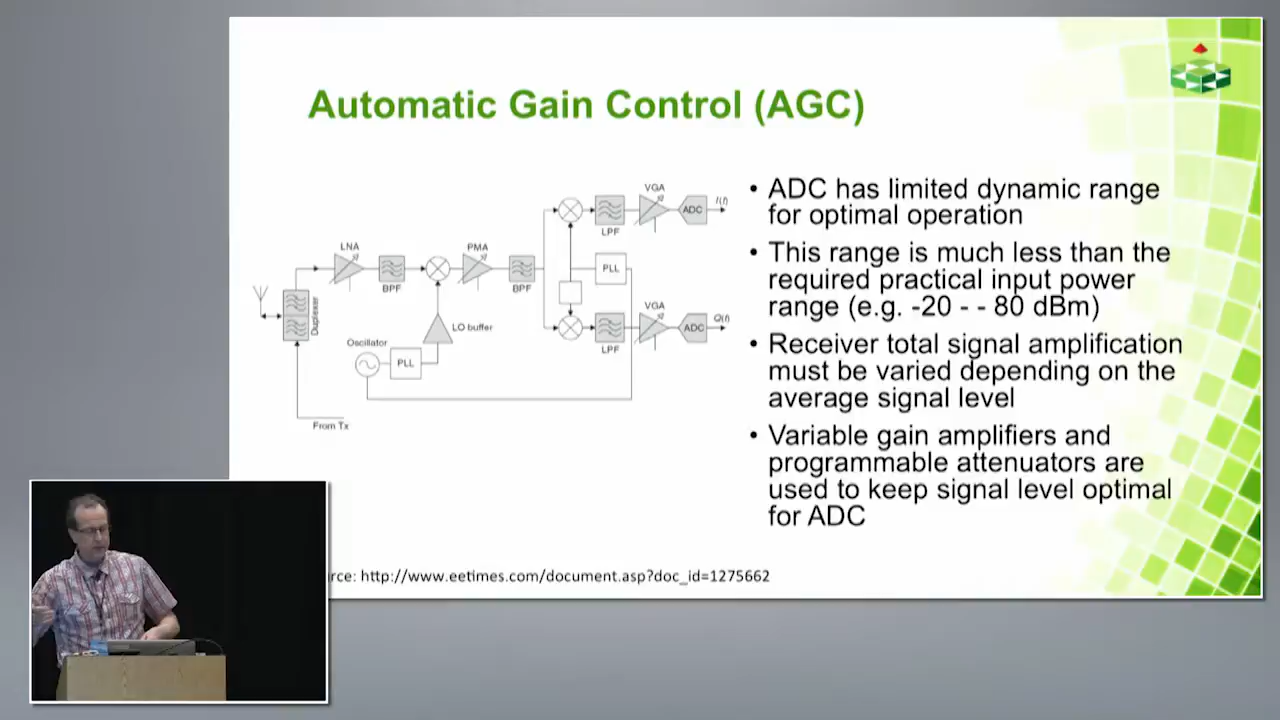 Automatic Gain Control (AGC)
LNA
BPF
PMA
BPF
Duplexer
LO buffer
Oscillator
PLL
From Tx
PLL
LPF
VGA
ADC
I(t)
LPF
VGA
ADC
Q(t)
• ADC has limited dynamic range
for optimal operation
• This range is much less than the
required practical input power
range (e.g. -20 - - 80 dBm)
• Receiver total signal amplification
must be varied depending on the
average signal level
• Variable gain amplifiers and
programmable attenuators are
used to keep signal level optimal
for ADC
rce: http://www.eetimes.com/document.asp?doc_id=1275662